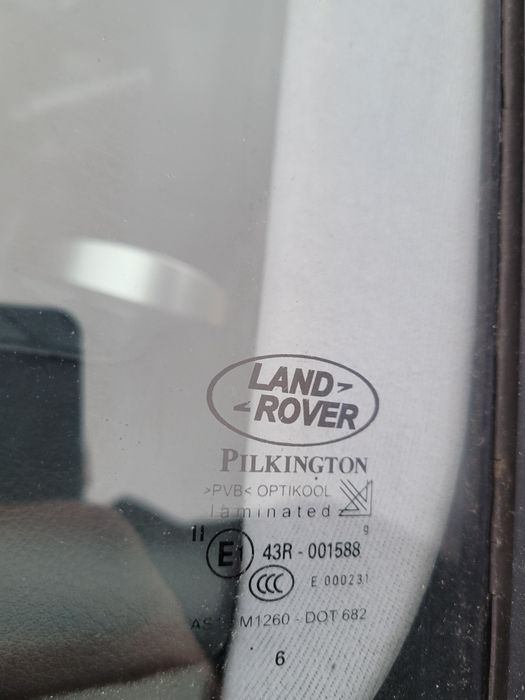 LAND
ROVER
PILKINGTON
>PVB< OPTIKOOL
laminated
g
II
E1 43R - 001588
CCC E 000231
M1260 - DOT 682
6